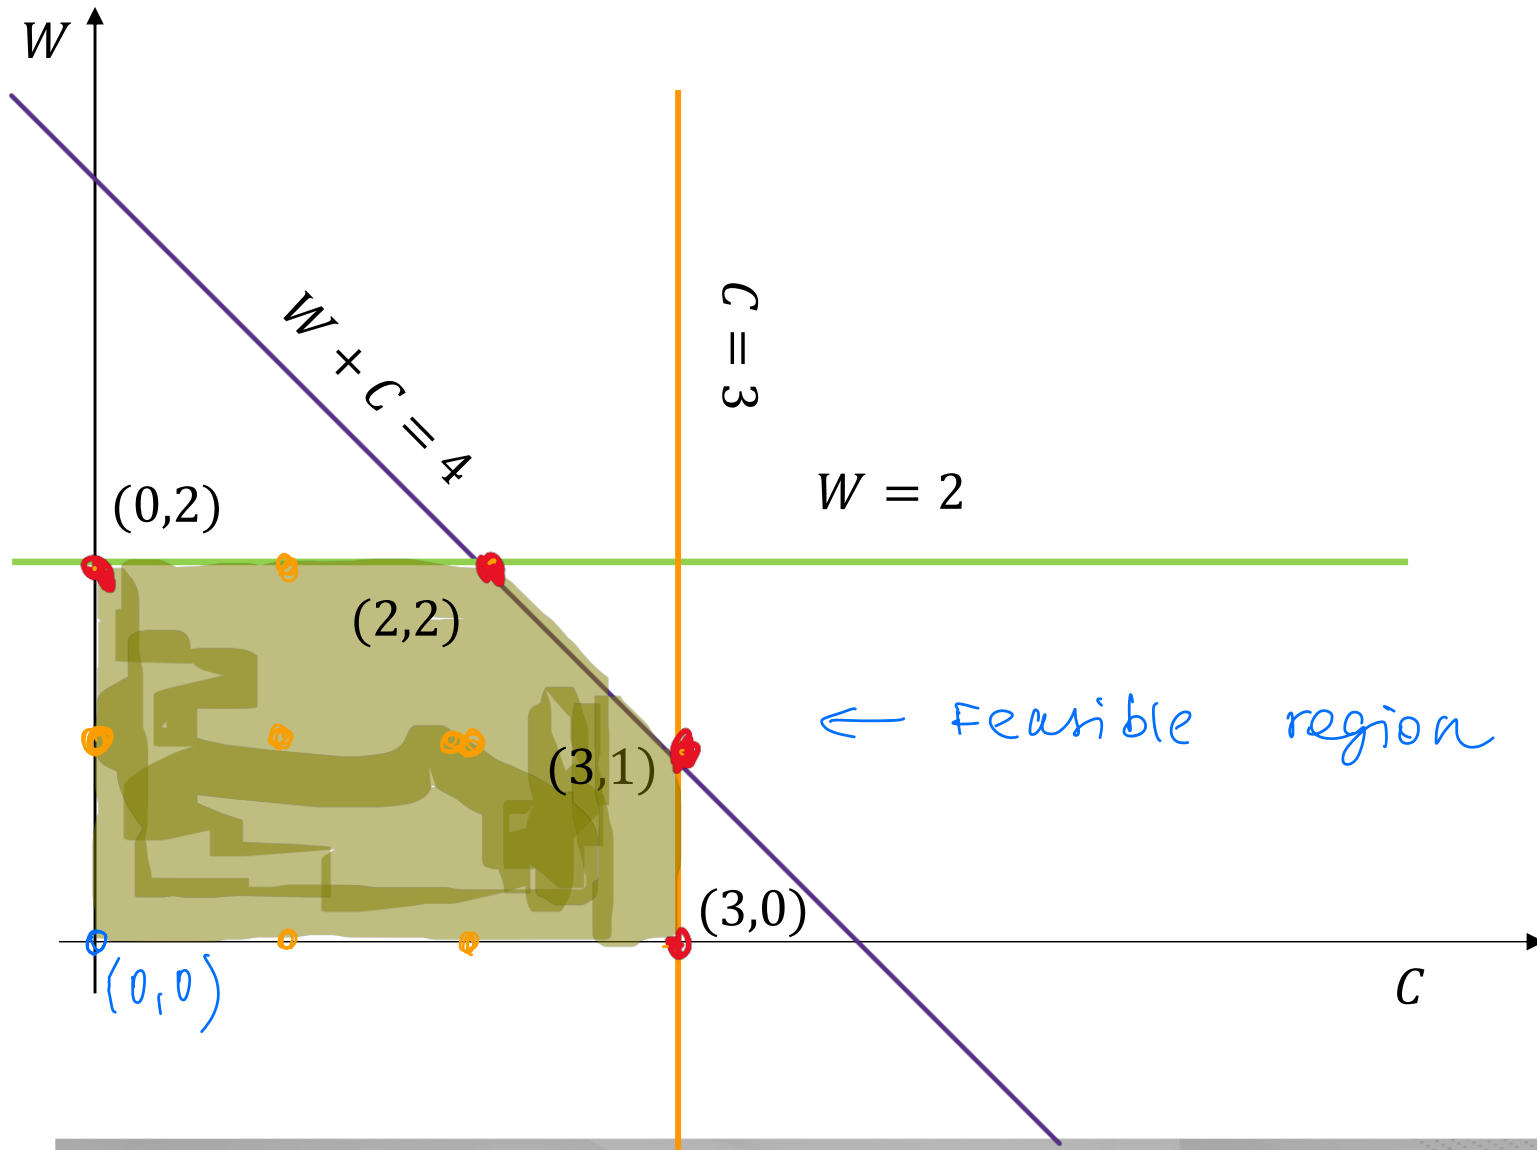 W
W + C = 4
C = 3
W = 2
(0,2)
(2,2)
(3,1)
← Feasible region
(3,0)
(0,0)
C